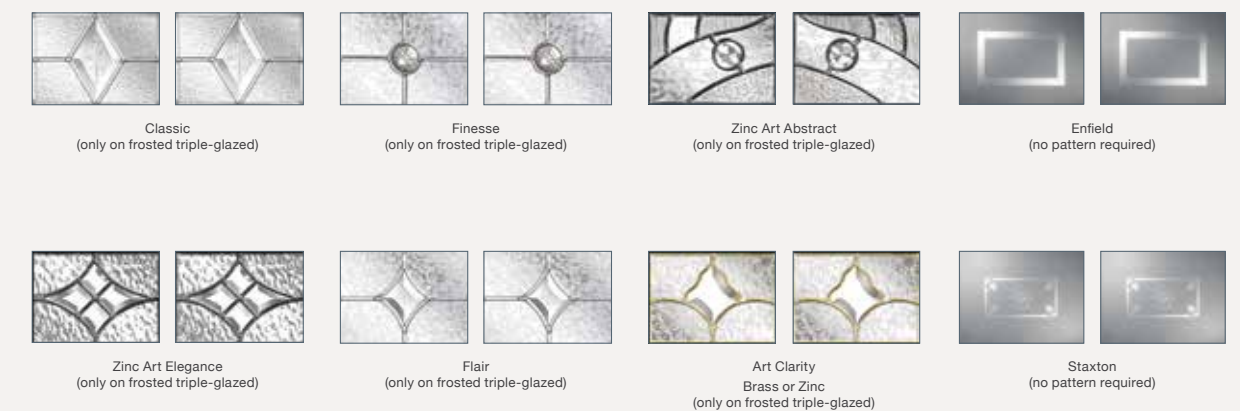 Classic
(only on frosted triple-glazed)
Finesse
(only on frosted triple-glazed)
Zinc Art Abstract
(only on frosted triple-glazed)
Enfield
(no pattern required)
Zinc Art Elegance
(only on frosted triple-glazed)
Flair
(only on frosted triple-glazed)
Art Clarity
Brass or Zinc
(only on frosted triple-glazed)
Staxton
(no pattern required)